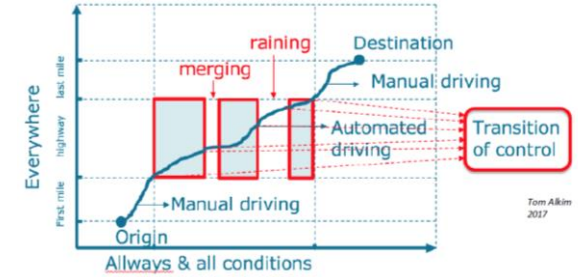 raining
merging
Destination
Manual driving
Everywhere
last mile
highway
First mile
Automated
driving
Transition
of control
Manual driving
Origin
Allways & all conditions
Tom Alkim
2017